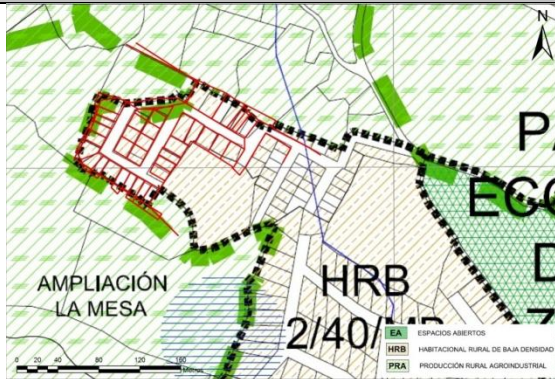 N
PA
ECO
D
Z
AMPLIACIÓN
LA MESA
HRB
2/40/MB
EA ESPACIOS ABIERTOS
HRB HABITACIONAL RURAL DE BAJA DENSIDAD
PRA PRODUCCIÓN RURAL AGROINDUSTRIAL
0 20 40 80 120 160
Meters